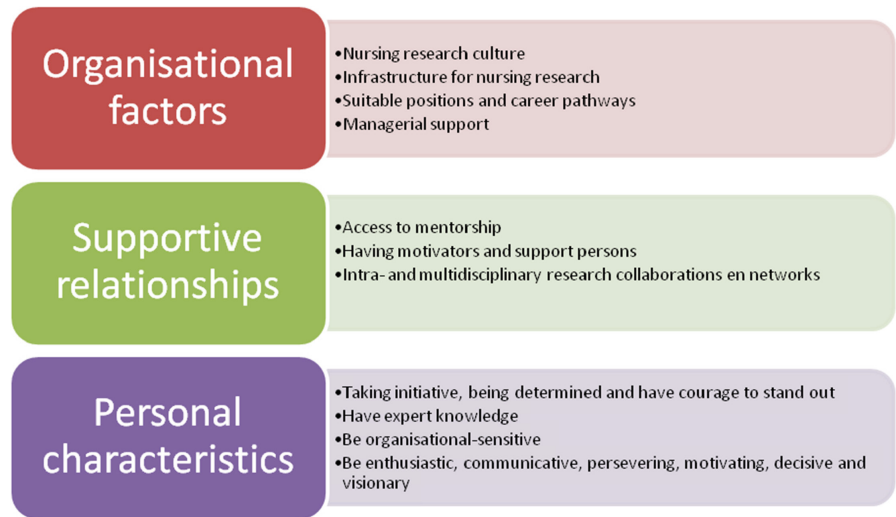 Organisational
factors
•Nursing research culture
•Infrastructure for nursing research
•Suitable positions and career pathways
•Managerial support
Supportive
relationships
•Access to mentorship
•Having motivators and support persons
•Intra- and multidisciplinary research collaborations en networks
Personal
characteristics
•Taking initiative, being determined and have courage to stand out
•Have expert knowledge
•Be organisational-sensitive
•Be enthusiastic, communicative, persevering, motivating, decisive and
visionary